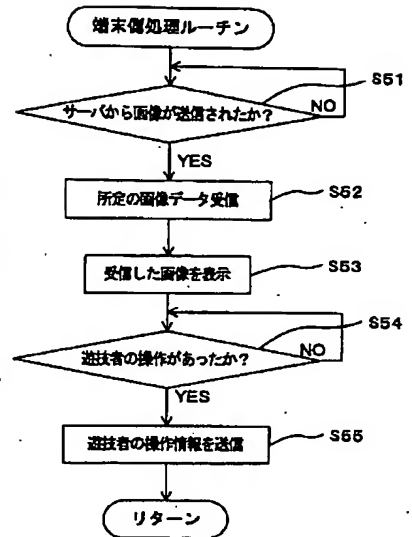 端末側処理ルーチン
S51
サーバから画像が送信されたか?
NO
YES
所定の画像データ受信
S52
受信した画像を表示
S53
S54
遊技者の操作があったか?
NO
YES
遊技者の操作情報を送信
S55
リターン